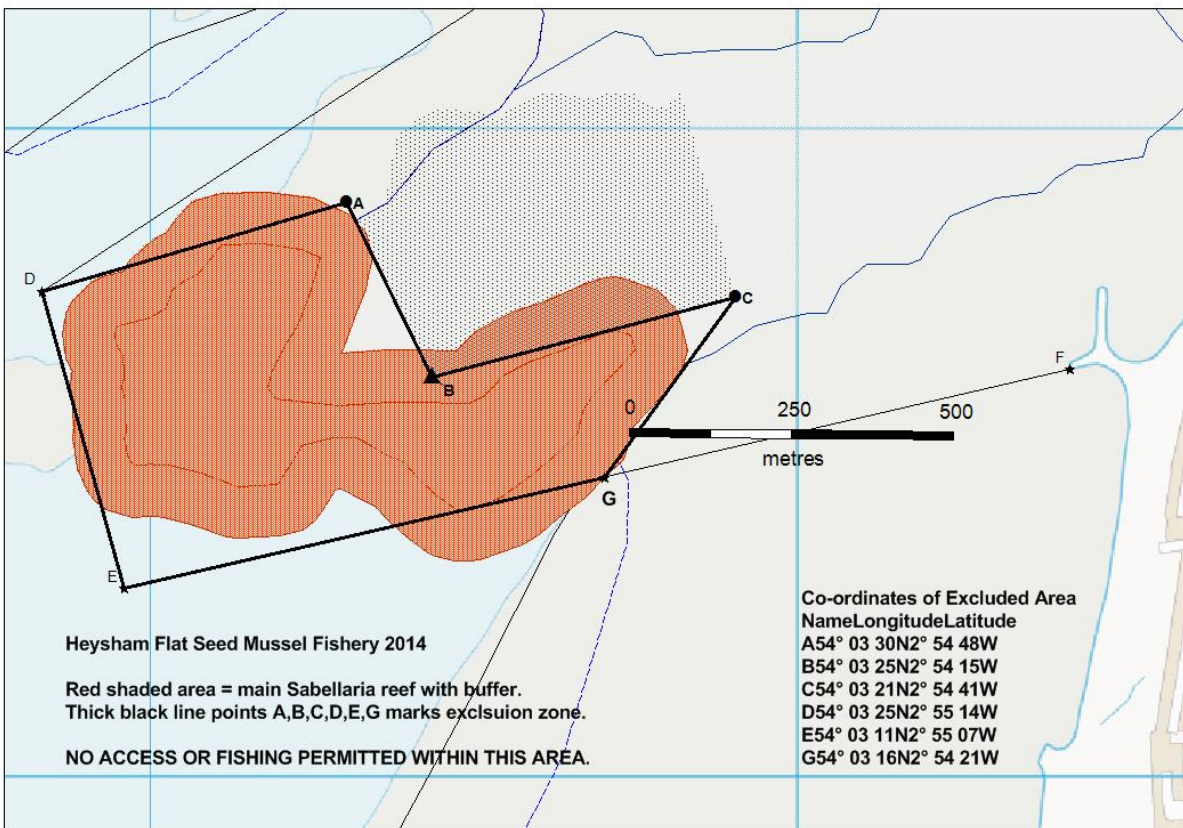 A
D
C
B
F
0 250 500
metres
G
E
Co-ordinates of Excluded Area
NameLongitudeLatitude
A54° 03 30N2° 54 48W
B54° 03 25N2° 54 15W
C54° 03 21N2° 54 41W
D54° 03 25N2° 55 14W
E54° 03 11N2° 55 07W
G54° 03 16N2° 54 21W
Heysham Flat Seed Mussel Fishery 2014
Red shaded area = main Sabellaria reef with buffer.
Thick black line points A,B,C,D,E,G marks exclsuion zone.
NO ACCESS OR FISHING PERMITTED WITHIN THIS AREA.